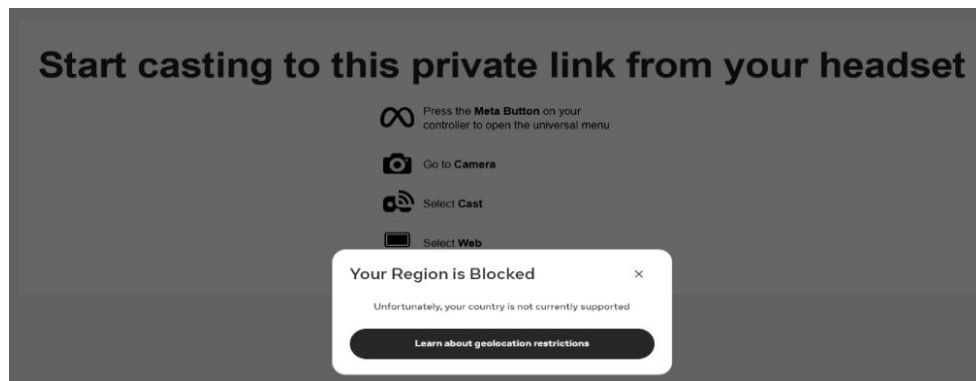 Start casting to this private link from your headset
Press the Meta Button on your
controller to open the universal menu
Go to Camera
Select Cast
Select Web
Your Region is Blocked
Unfortunately, your country is not currently supported
Learn about geolocation restrictions